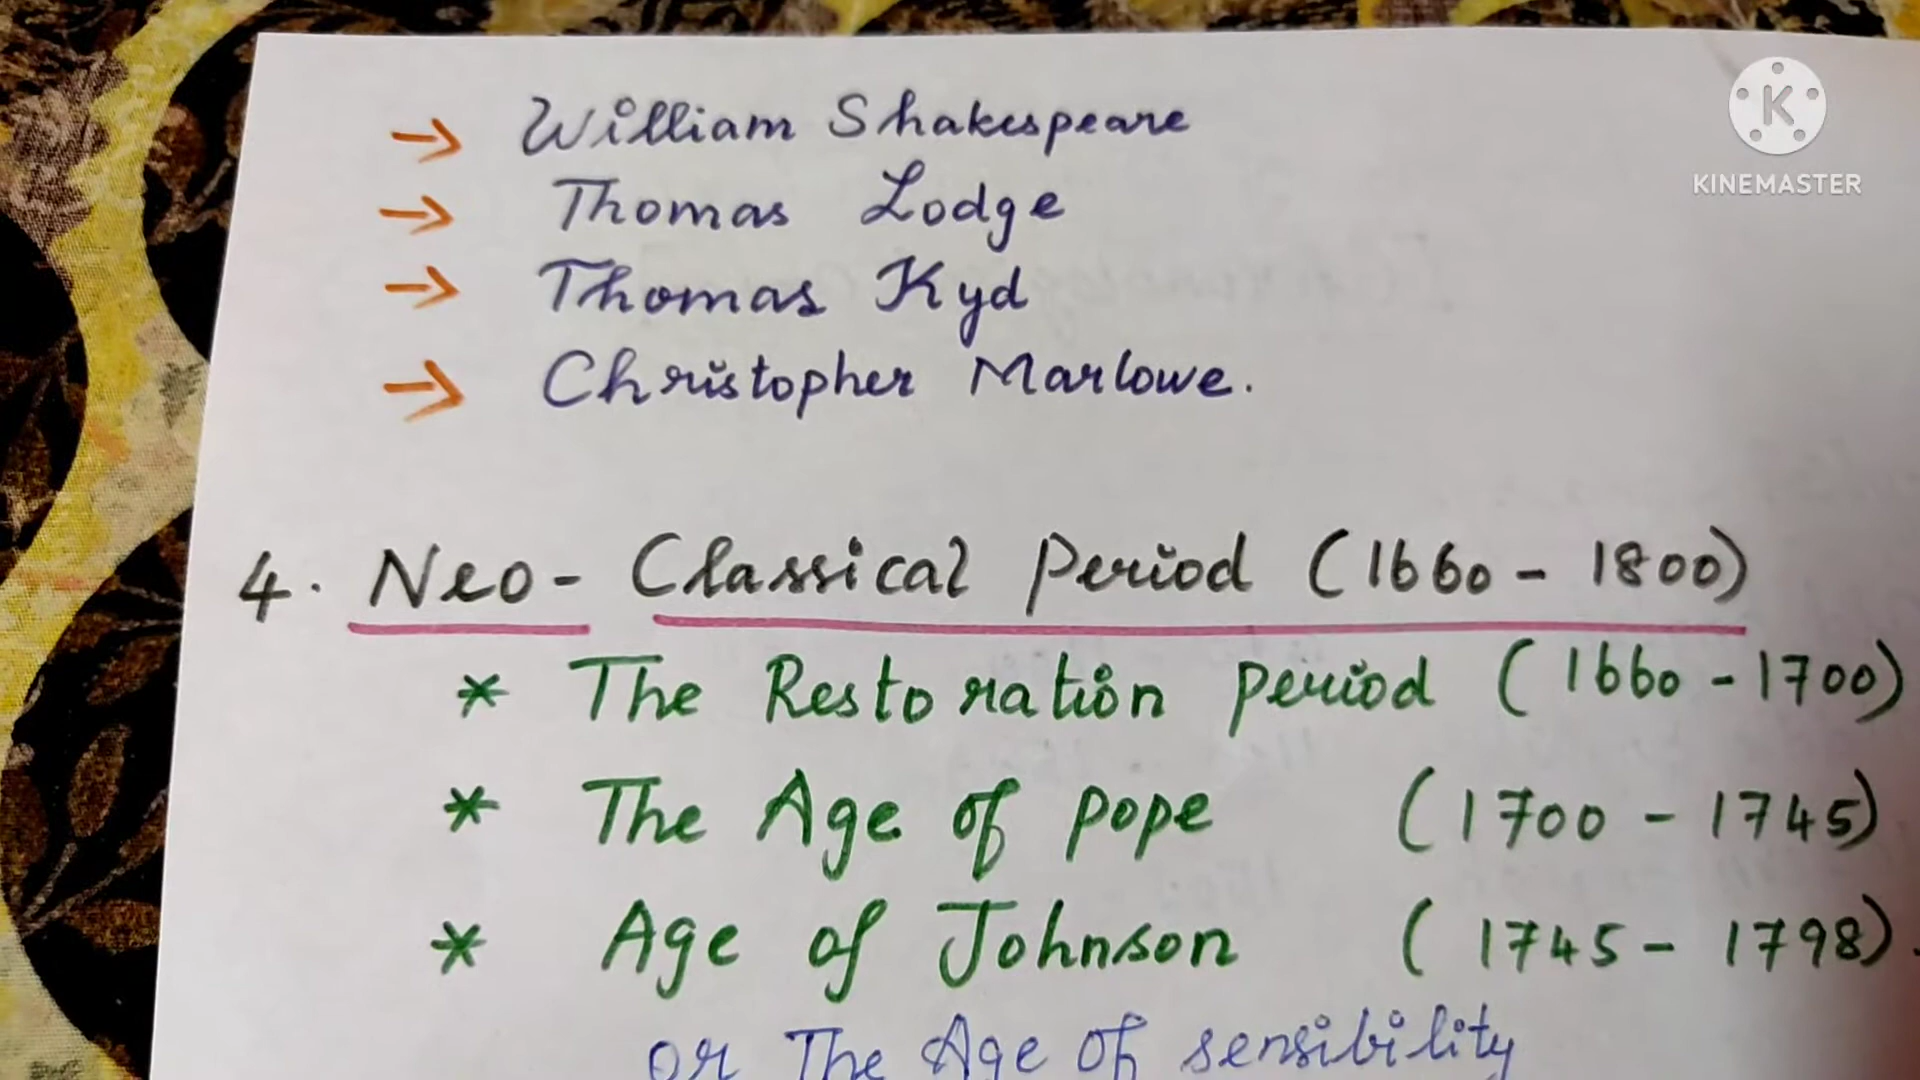 → William Shakespeare
→ Thomas Lodge
→ Thomas Kyd
→ Christopher Marlowe.
4. Neo-Classical Period (1660 - 1800)
* The Restoration period (1660 - 1700)
* The Age of pope (1700 - 1745)
* Age of Johnson (1745 - 1798).
or The Age Of sensibility
K
KINEMASTER